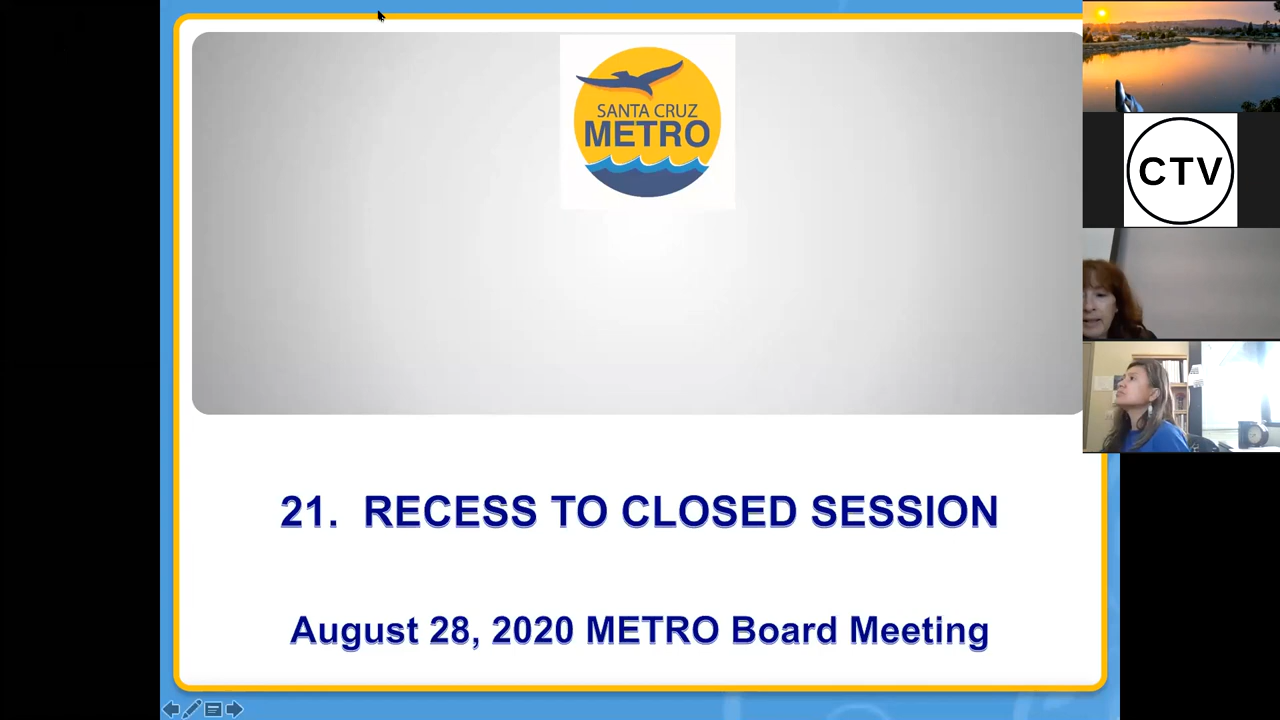 SANTA CRUZ
METRO
CTV
21. RECESS TO CLOSED SESSION
August 28, 2020 METRO Board Meeting